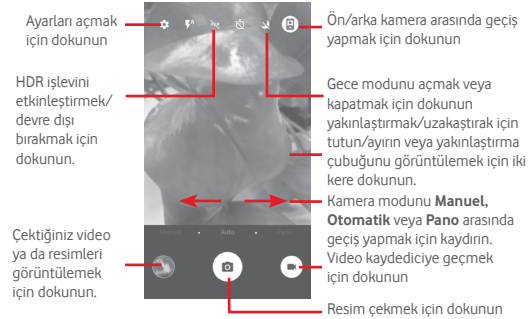 Ayarları açmak
için dokunun
HDR işlevini
etkinleştirmek/
devre dışı
bırakmak için
dokunun.
Çektiğiniz video
ya da resimleri
görüntülemek
için dokunun.
Manuel
Auto
Pano
Ön/arka kamera arasında geçiş
yapmak için dokunun
Gece modunu açmak veya
kapatmak için dokunun
yakınlaştırmak/uzakaştırak için
tutun/ayırın veya yakınlaştırma
çubuğunu görüntülemek için iki
kere dokunun.
Kamera modunu Manuel,
Otomatik veya Pano arasında
geçiş yapmak için kaydırın.
Video kaydediciye geçmek
için dokunun
Resim çekmek için dokunun